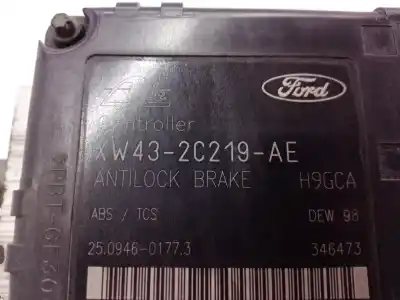 Ford
Controller
XW43-2C219-AE
ANTILOCK BRAKE H9GCA
ABS / TCS DEW 98
25.0946-0177.3 346473